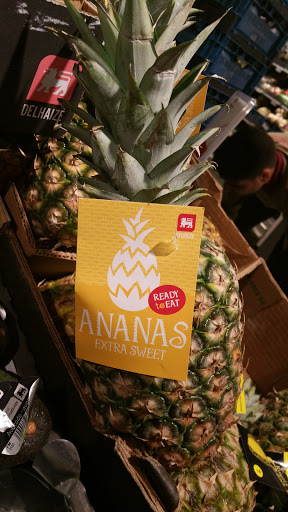 DELHAIZE
READY
to EAT
ANANAS
EXTRA SWEET